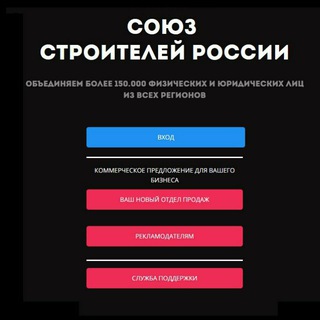 СОЮЗ
СТРОИТЕЛЕЙ РОССИИ
ОБЪЕДИНЯЕМ БОЛЕЕ 150.000 ФИЗИЧЕСКИХ И ЮРИДИЧЕСКИХ ЛИЦ
ИЗ ВСЕХ РЕГИОНОВ
ВХОД
КОММЕРЧЕСКОЕ ПРЕДЛОЖЕНИЕ ДЛЯ ВАШЕГО
БИЗНЕСА
ВАШ НОВЫЙ ОТДЕЛ ПРОДАЖ
РЕКЛАМОДАТЕЛЯМ
СЛУЖБА ПОДДЕРЖКИ